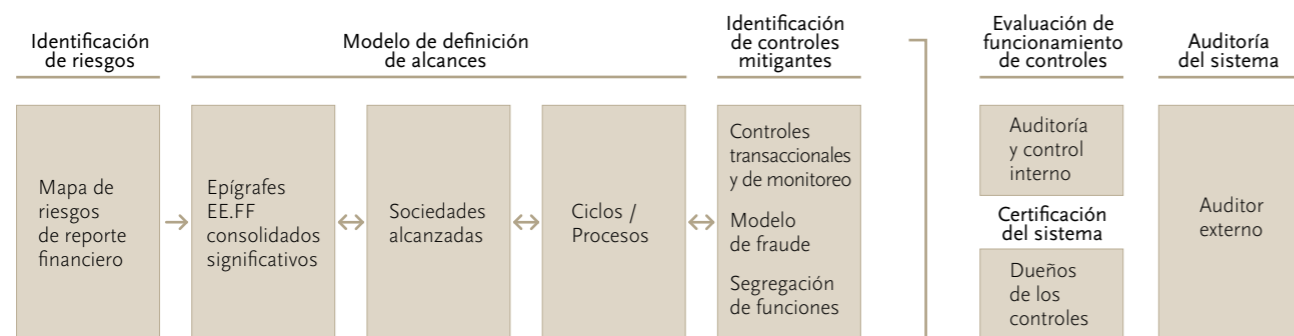 Identificación
de riesgos
Mapa de
riesgos
de reporte
financiero
Modelo de definición
de alcances
Epígrafes
EE.FF
consolidados
significativos
Sociedades
alcanzadas
Ciclos /
Procesos
Identificación
de controles
mitigantes
Controles
transaccionales
y de monitoreo
Modelo
de fraude
Segregación
de funciones
Evaluación de
funcionamiento
de controles
Auditoría
y control
interno
Certificación
del sistema
Dueños
de los
controles
Auditoría
del sistema
Auditor
externo